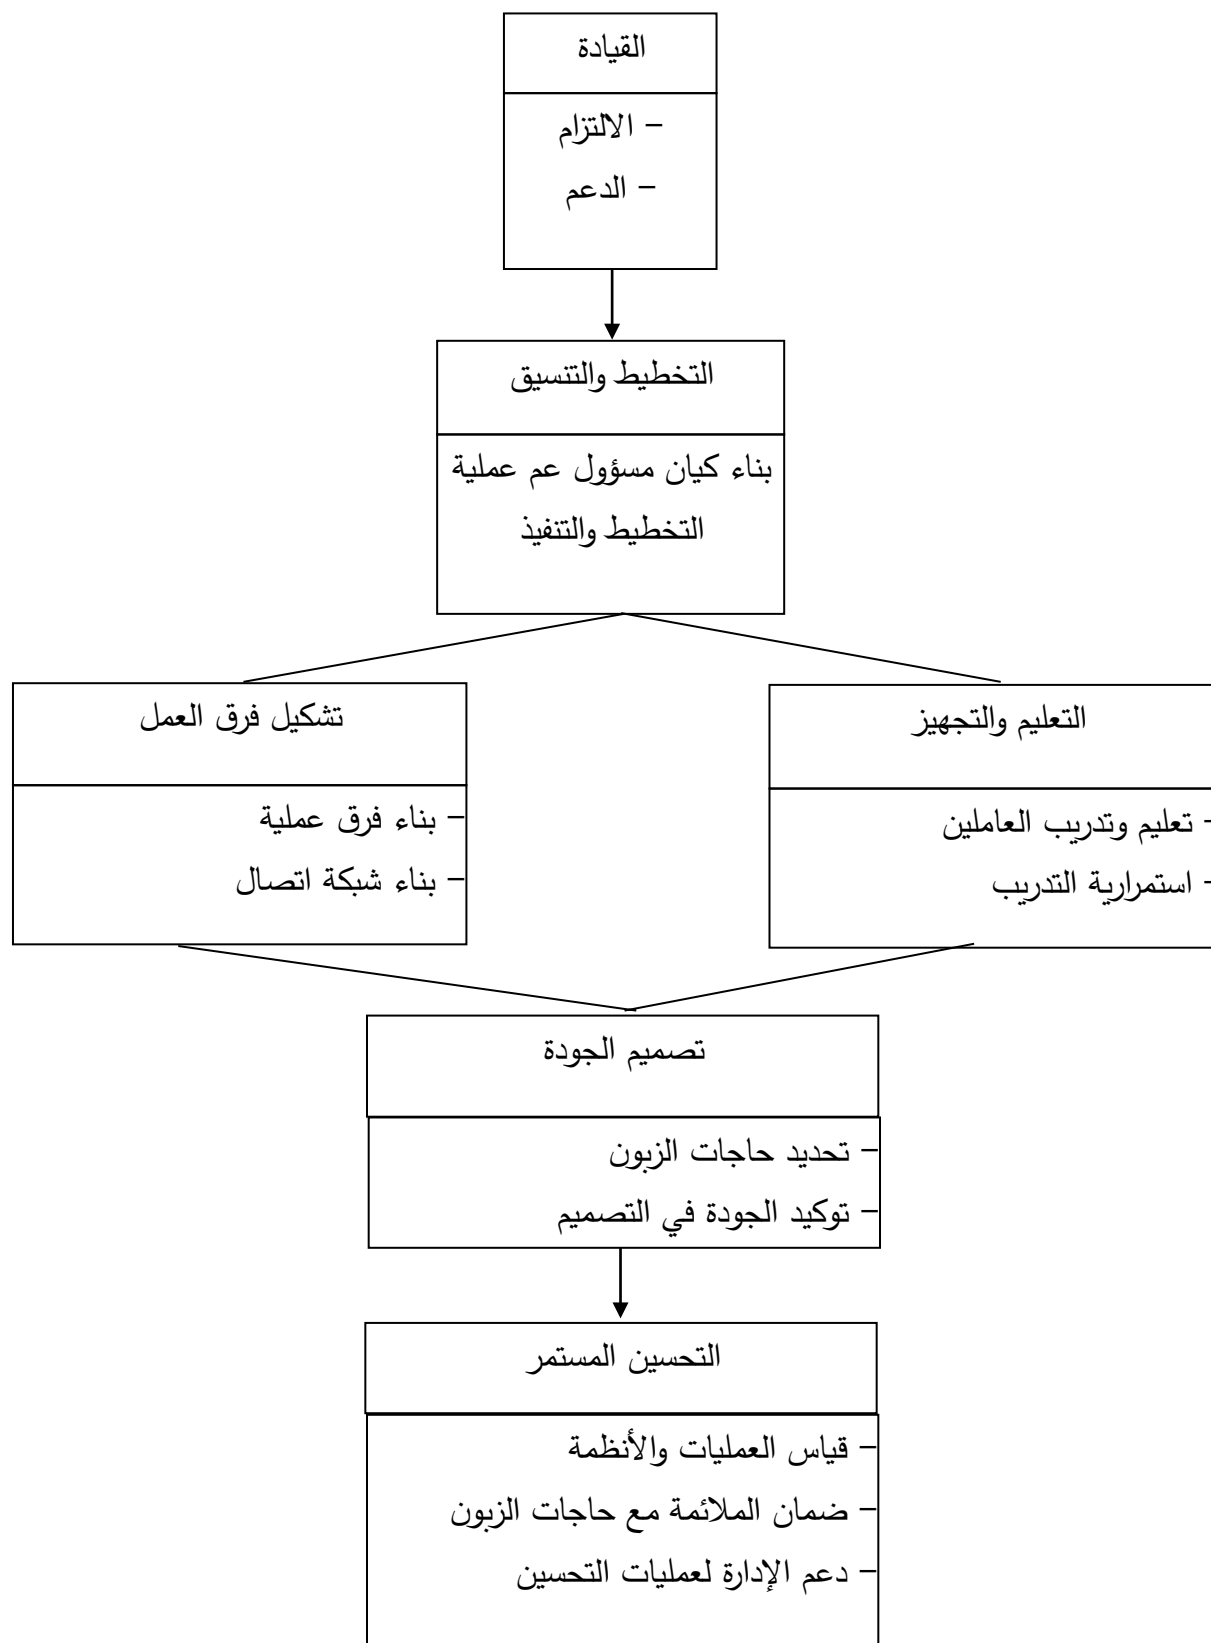 القيادة
– الالتزام
– الدعم
التخطيط والتنسيق
بناء كيان مسؤول عم عملية
التخطيط والتنفيذ
التعليم والتجهيز
- تعليم وتدريب العاملين
- استمرارية التدريب
تشكيل فرق العمل
– بناء فرق عملية
– بناء شبكة اتصال
تصميم الجودة
– تحديد حاجات الزبون
– توكيد الجودة في التصميم
التحسين المستمر
– قياس العمليات والأنظمة
– ضمان الملائمة مع حاجات الزبون
– دعم الإدارة لعمليات التحسين